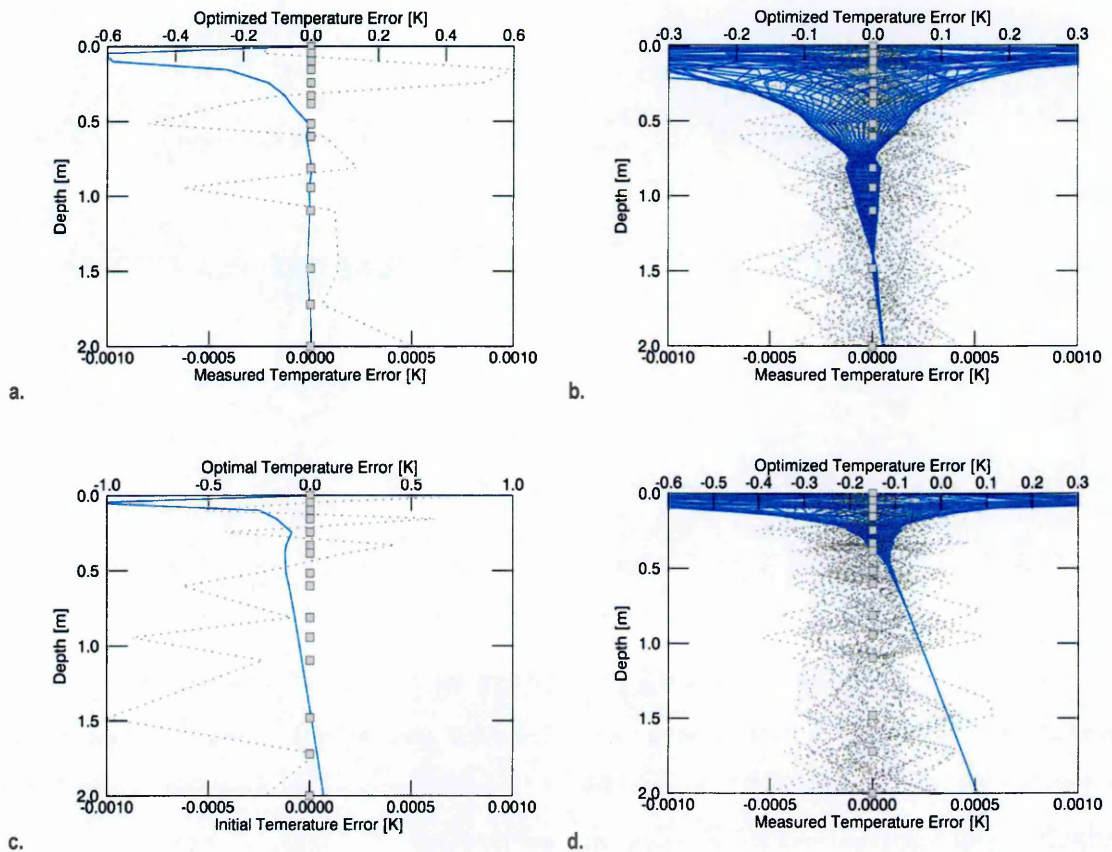 Optimized Temperature Error [K]
-0.6 -0.4 -0.2 0.0 0.2 0.4 0.6
0.0
0.5
1.0
1.5
2.0
Depth [m]
-0.0010 -0.0005 0.0000 0.0005 0.0010
Measured Temperature Error [K]
a.
Optimized Temperature Error [K]
-0.3 -0.2 -0.1 0.0 0.1 0.2 0.3
0.0
0.5
1.0
1.5
2.0
Depth [m]
-0.0010 -0.0005 0.0000 0.0005 0.0010
Measured Temperature Error [K]
b.
Optimal Temperature Error [K]
-1.0 -0.5 0.0 0.5 1.0
0.0
0.5
1.0
1.5
2.0
Depth [m]
-0.0010 -0.0005 0.0000 0.0005 0.0010
Initial Temerature Error [K]
c.
Optimized Temperature Error [K]
-0.6 -0.5 -0.4 -0.3 -0.2 -0.1 0.0 0.1 0.2 0.3
0.0
0.5
1.0
1.5
2.0
Depth [m]
-0.0010 -0.0005 0.0000 0.0005 0.0010
Measured Temperature Error [K]
d.